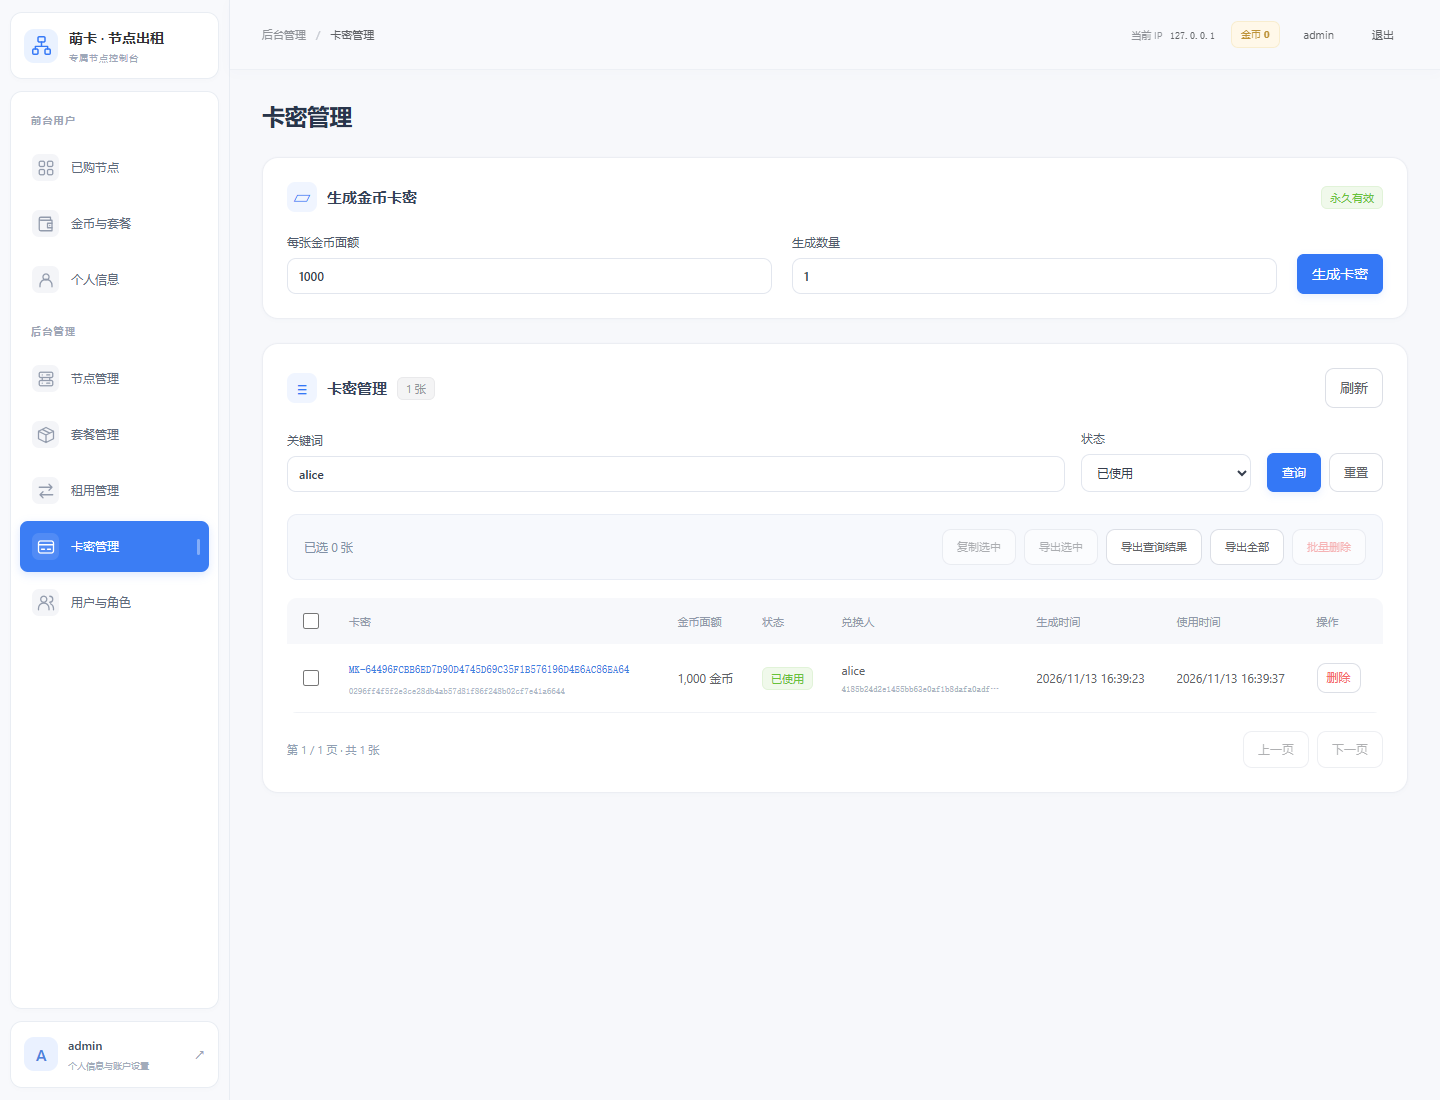 萌卡 · 节点出租
专属节点控制台
前台用户
已购节点
金币与套餐
个人信息
后台管理
节点管理
套餐管理
租用管理
卡密管理
用户与角色
A
admin
个人信息与账户设置
↗
后台管理 / 卡密管理
当前 IP 127.0.0.1
金币 0
admin
退出
卡密管理
生成金币卡密
永久有效
每张金币面额
生成数量
1000
1
生成卡密
卡密管理
1 张
刷新
关键词
状态
alice
已使用
查询
重置
已选 0 张
复制选中
导出选中
导出查询结果
导出全部
批量删除
卡密 金币面额 状态 兑换人 生成时间 使用时间 操作
MK-64496FCBB6ED7D90D4745D69C35F1B576196D4E6AC86EA64
1,000 金币
已使用
alice
2026/11/13 16:39:23
2026/11/13 16:39:37
删除
第 1 / 1 页 · 共 1 张
上一页
下一页